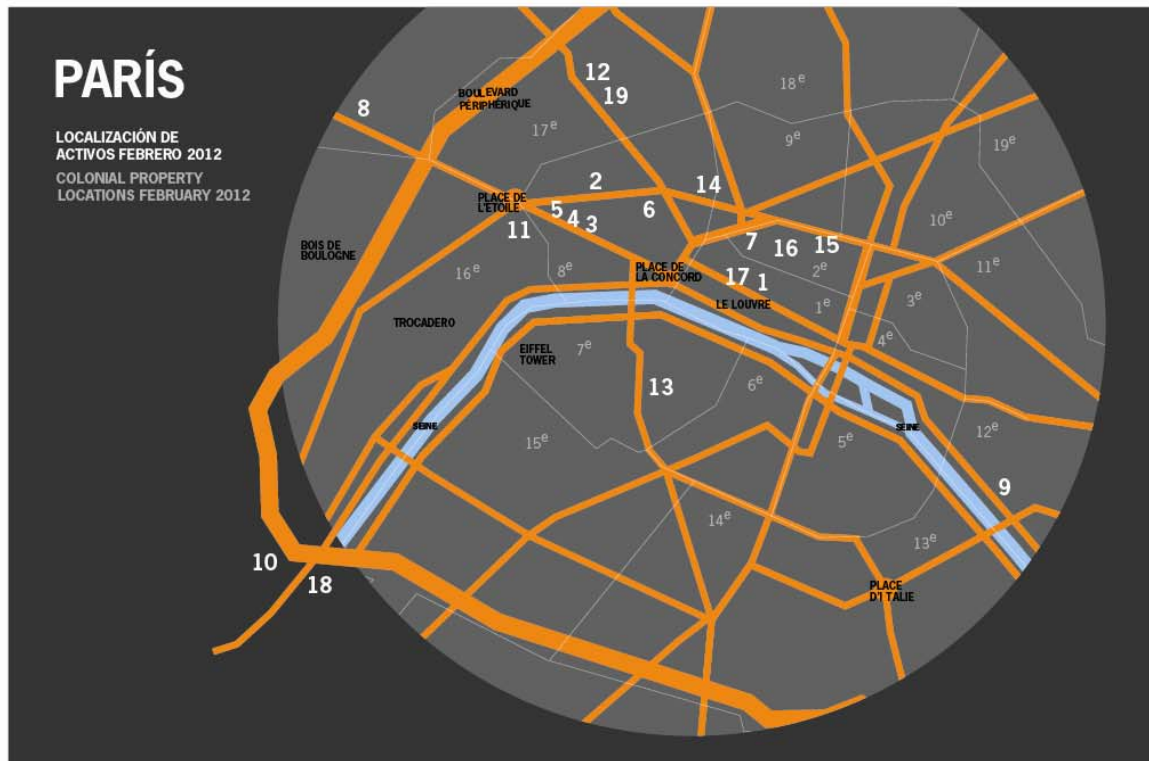 PARÍS
LOCALIZACIÓN DE
ACTIVOS FEBRERO 2012
COLONIAL PROPERTY
LOCATIONS FEBRUARY 2012
8
BOULEVARD
PÉRIPHÉRIQUE
12
19
18e
17e
9e
19e
2
14
PLACE DE
L'ETOILE
5
4
3
6
11
7
16
15
10e
BOIS DE
BOULOGNE
16e
8e
PLACE DE
LA CONCORD
17
1
2e
11e
LE LOUVRE
1e
3e
TROCADERO
4e
EIFFEL
TOWER
7e
13
6e
SEINE
15e
5e
SEINE
12e
9
14e
13e
10
18
PLACE
D'I TALIE